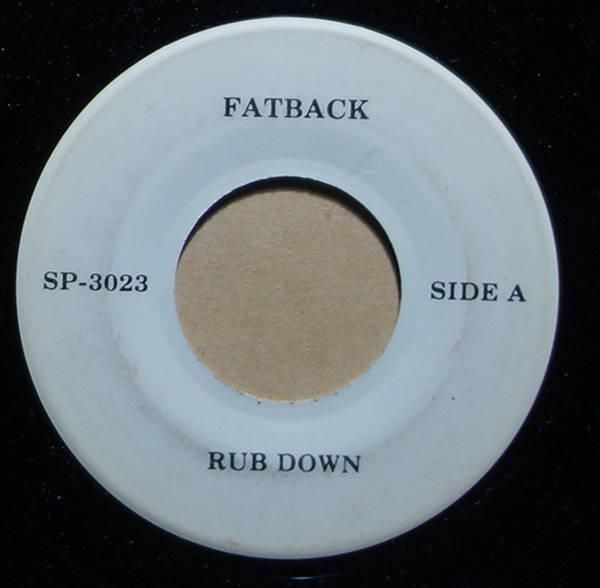 FATBACK
SP-3023
SIDE A
RUB DOWN